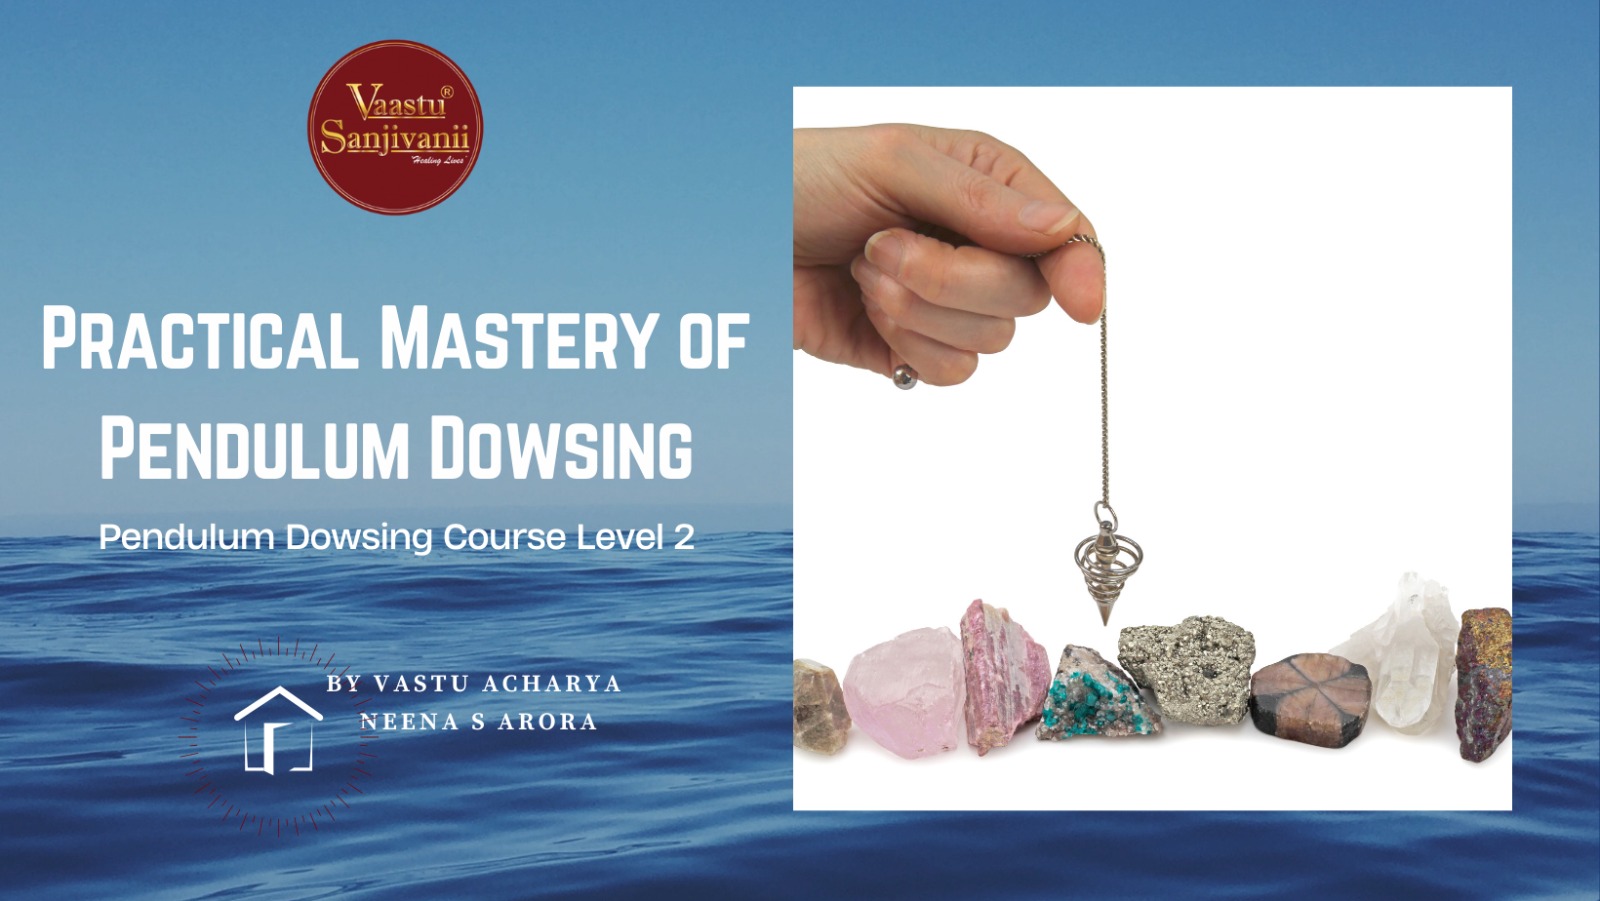 Vaastu®
Sanjivanii
"Healing Lives"
PRACTICAL MASTERY OF
PENDULUM DOWSING
Pendulum Dowsing Course Level 2
BY VASTU ACHARYA
NEENA S ARORA